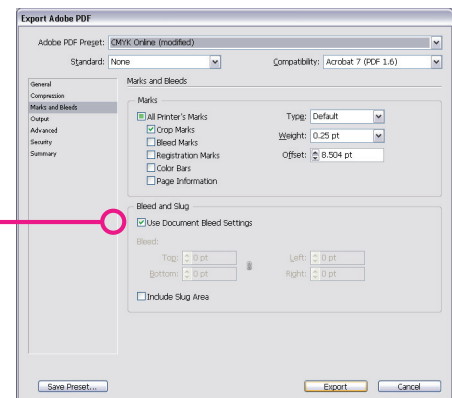 Export Adobe PDF
Adobe PDF Preset: CMYK Online (modified)
Standard: None Compatibility: Acrobat 7 (PDF 1.6)
General
Compression
Marks and Bleeds
Output
Advanced
Security
Summary
Marks and Bleeds
Marks
All Printer's Marks
Crop Marks
Bleed Marks
Registration Marks
Color Bars
Page Information
Type: Default
Weight: 0.25 pt
Offset: 8.504 pt
Bleed and Slug
Use Document Bleed Settings
Bleed:
Top: 0 pt Left: 0 pt
Bottom: 0 pt Right: 0 pt
Include Slug Area
Save Preset... Export Cancel